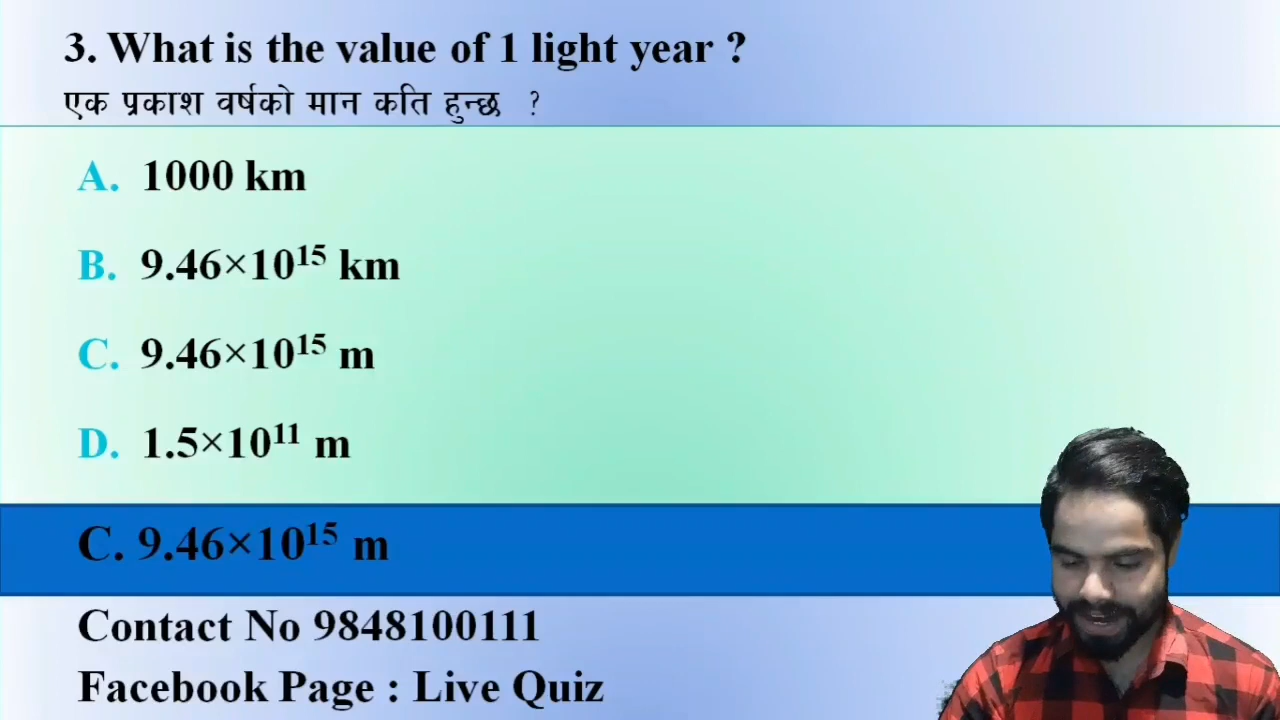 3. What is the value of 1 light year ?
एक प्रकाश वर्षको मान कति हुन्छ ?
A. 1000 km
B. 9.46×10¹⁵ km
C. 9.46×10¹⁵ m
D. 1.5×10¹¹ m
C. 9.46×10¹⁵ m
Contact No 9848100111
Facebook Page : Live Quiz